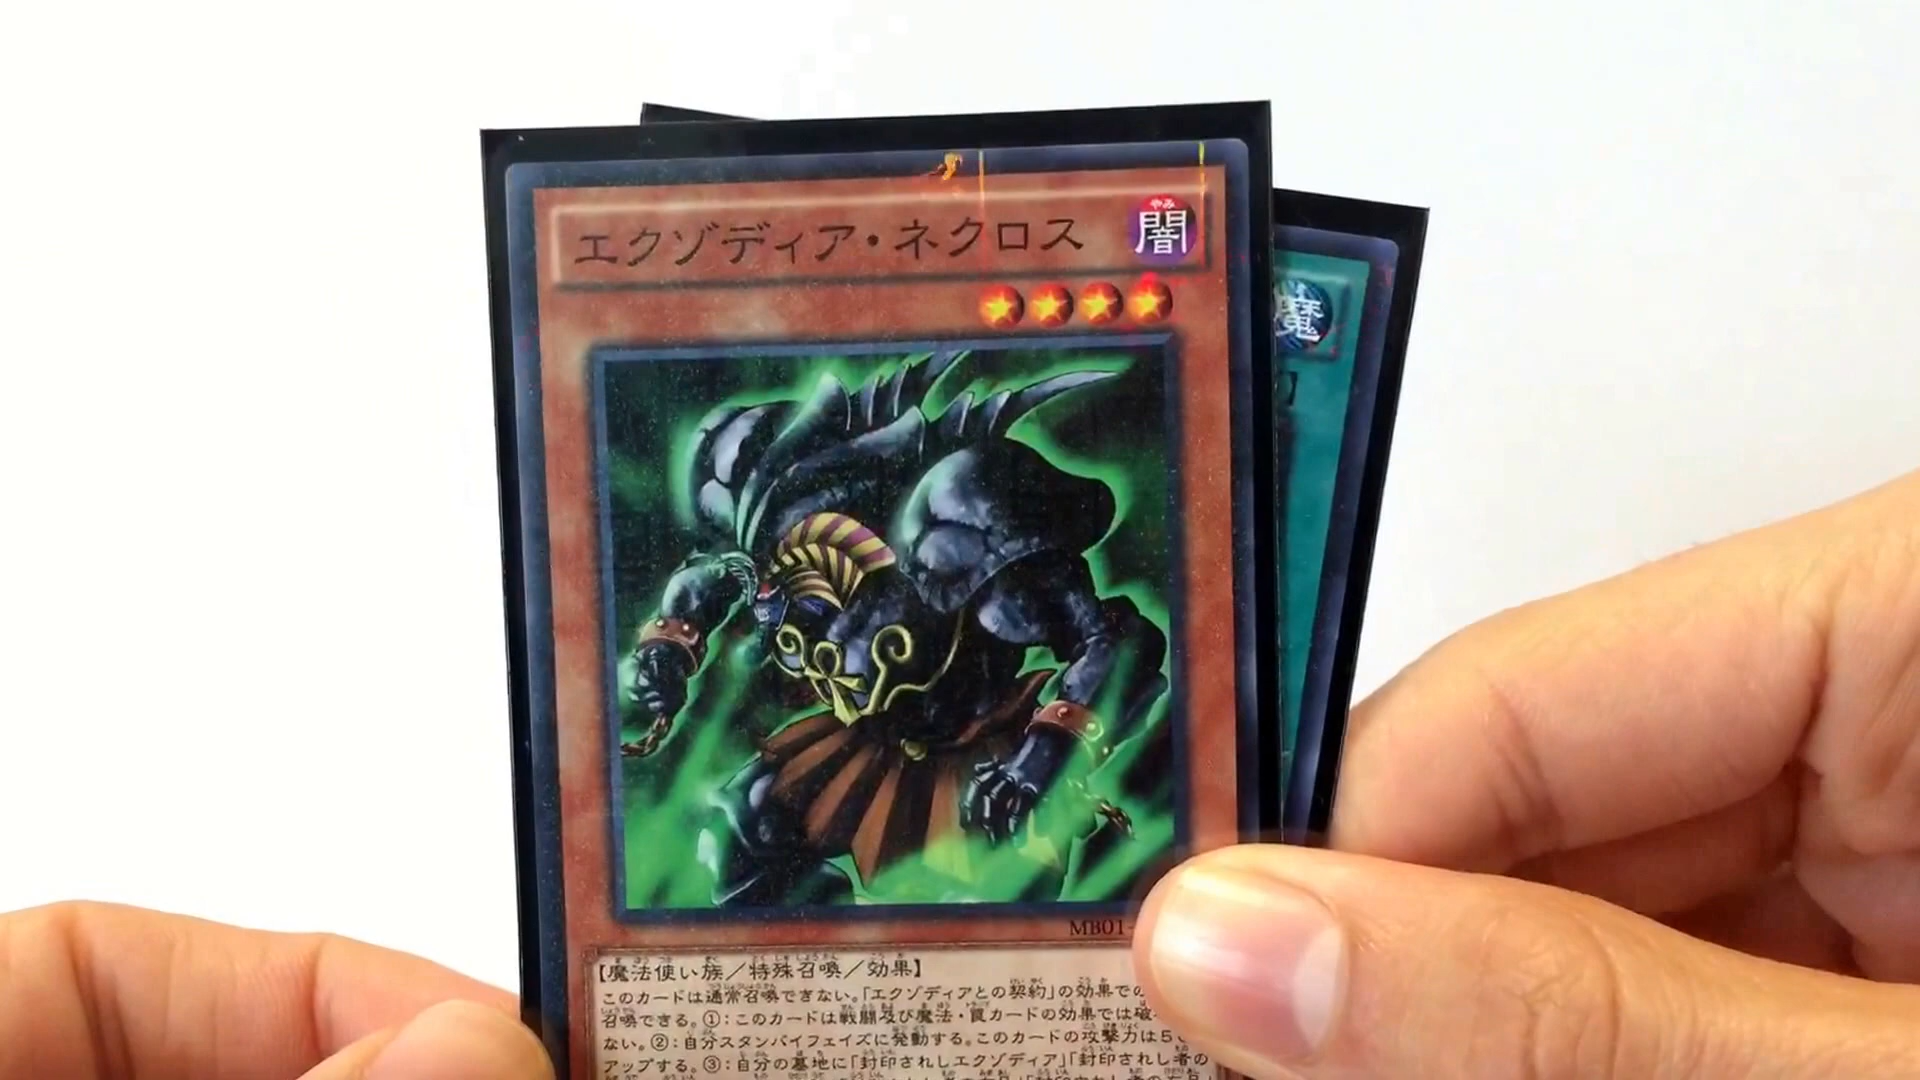 エクゾディア・ネクロス
闇
やみ
魔
MB01-
【魔法使い族／特殊召喚／効果】
このカードは通常召喚できない。「エクゾディアとの契約」の効果での
召喚できる。①：このカードは戦闘及び魔法・罠カードの効果では破
ない。②：自分スタンバイフェイズに発動する。このカードの攻撃力は5
アップする。③：自分の墓地に「封印されしエクゾディア」「封印されし者の